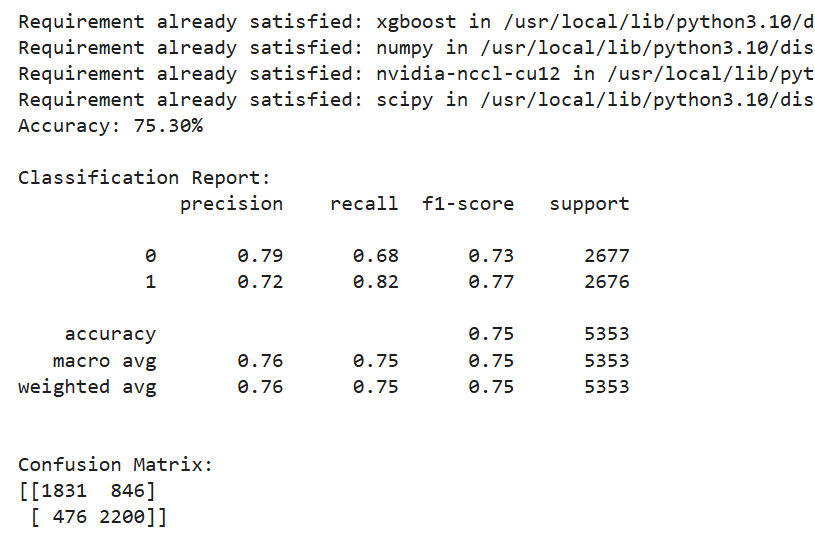 Requirement already satisfied: xgboost in /usr/local/lib/python3.10/d
Requirement already satisfied: numpy in /usr/local/lib/python3.10/dis
Requirement already satisfied: nvidia-nccl-cu12 in /usr/local/lib/pyt
Requirement already satisfied: scipy in /usr/local/lib/python3.10/dis
Accuracy: 75.30%
Classification Report:
precision recall f1-score support
0 0.79 0.68 0.73 2677
1 0.72 0.82 0.77 2676
accuracy 0.75 5353
macro avg 0.76 0.75 0.75 5353
weighted avg 0.76 0.75 0.75 5353
Confusion Matrix:
[[1831 846]
[ 476 2200]]